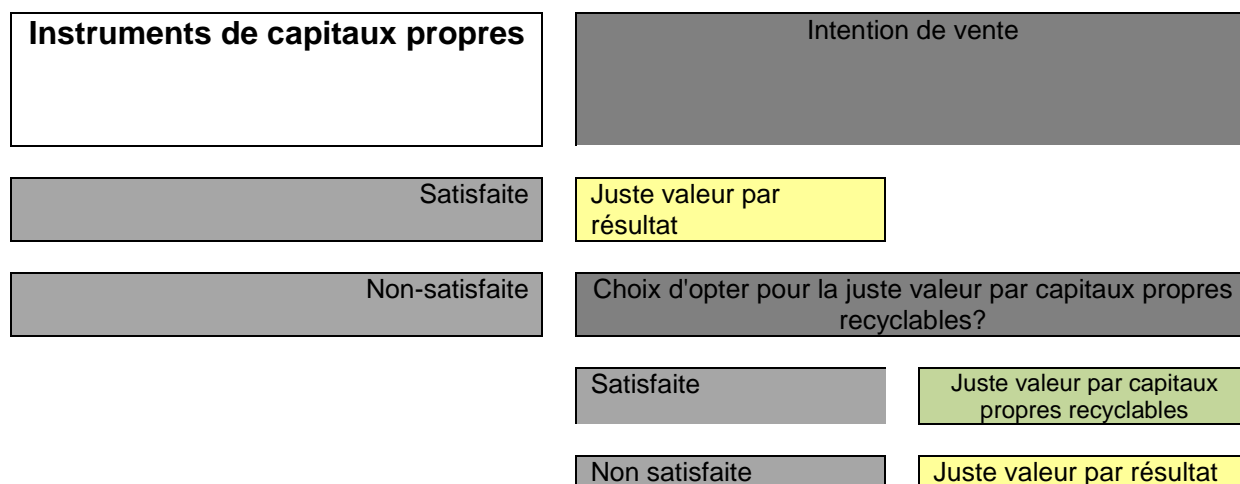 Instruments de capitaux propres
Intention de vente
Satisfaite
Juste valeur par
résultat
Non-satisfaite
Choix d'opter pour la juste valeur par capitaux propres
recyclables?
Satisfaite
Juste valeur par capitaux
propres recyclables
Non satisfaite
Juste valeur par résultat